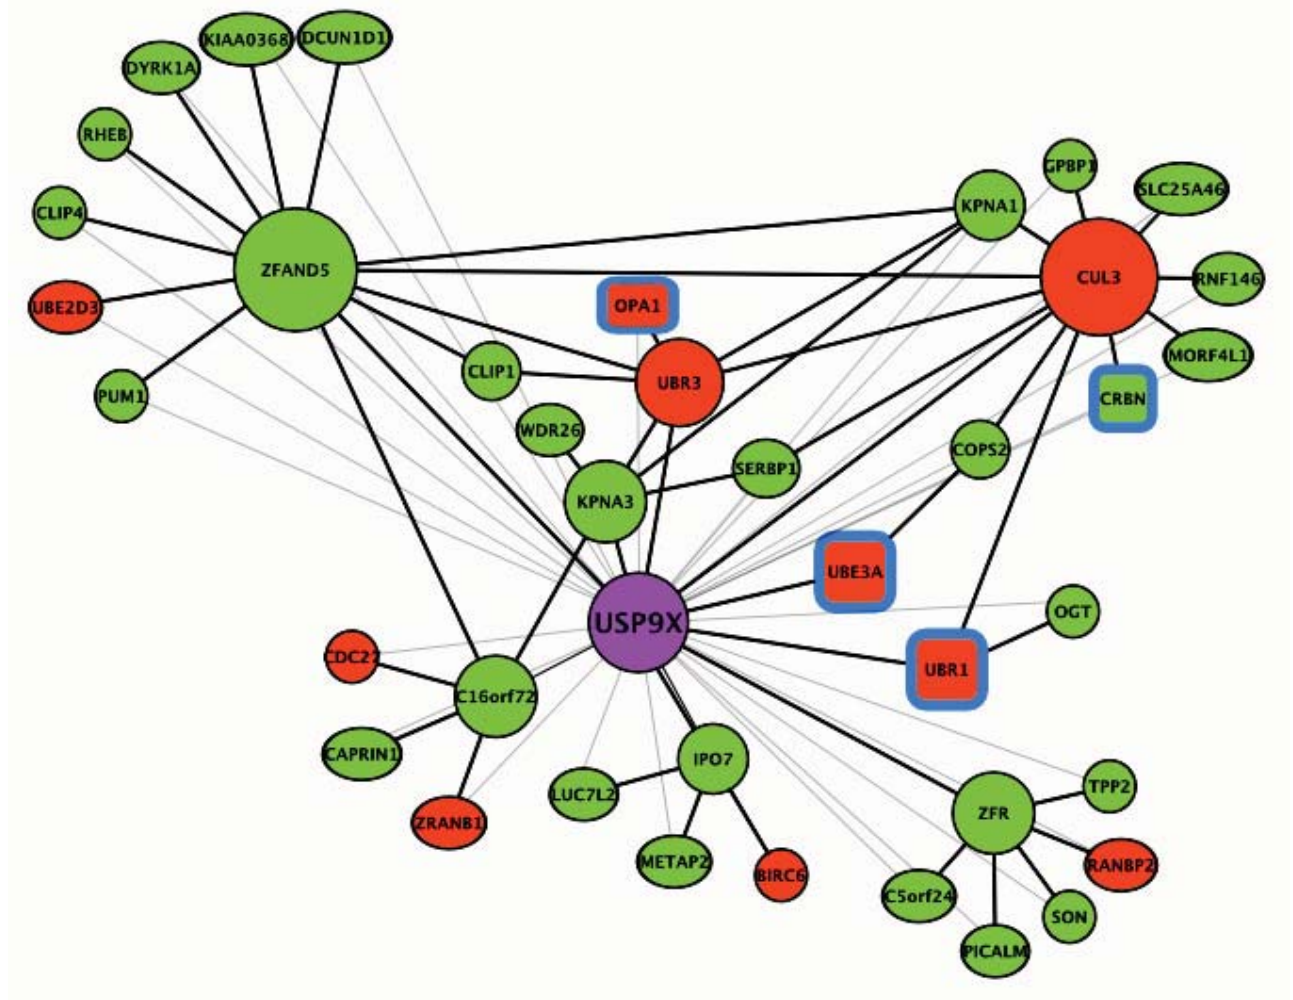 KIAA0368
DCUN1D1
DYRK1A
RHEB
CLIP4
ZFAND5
UBE2D3
PUM1
GPBP1
SLC25A46
KPNA1
CUL3
RNF146
OPA1
MORF4L1
CLIP1
UBR3
CRBN
WDR26
COPS2
SERBP1
KPNA3
UBE3A
OGT
USP9X
CDC27
UBR1
C16orf72
CAPRIN1
IPO7
LUC7L2
TPP2
ZFR
ZRANB1
METAP2
BIRC6
RANBP2
C5orf24
SON
PICALM